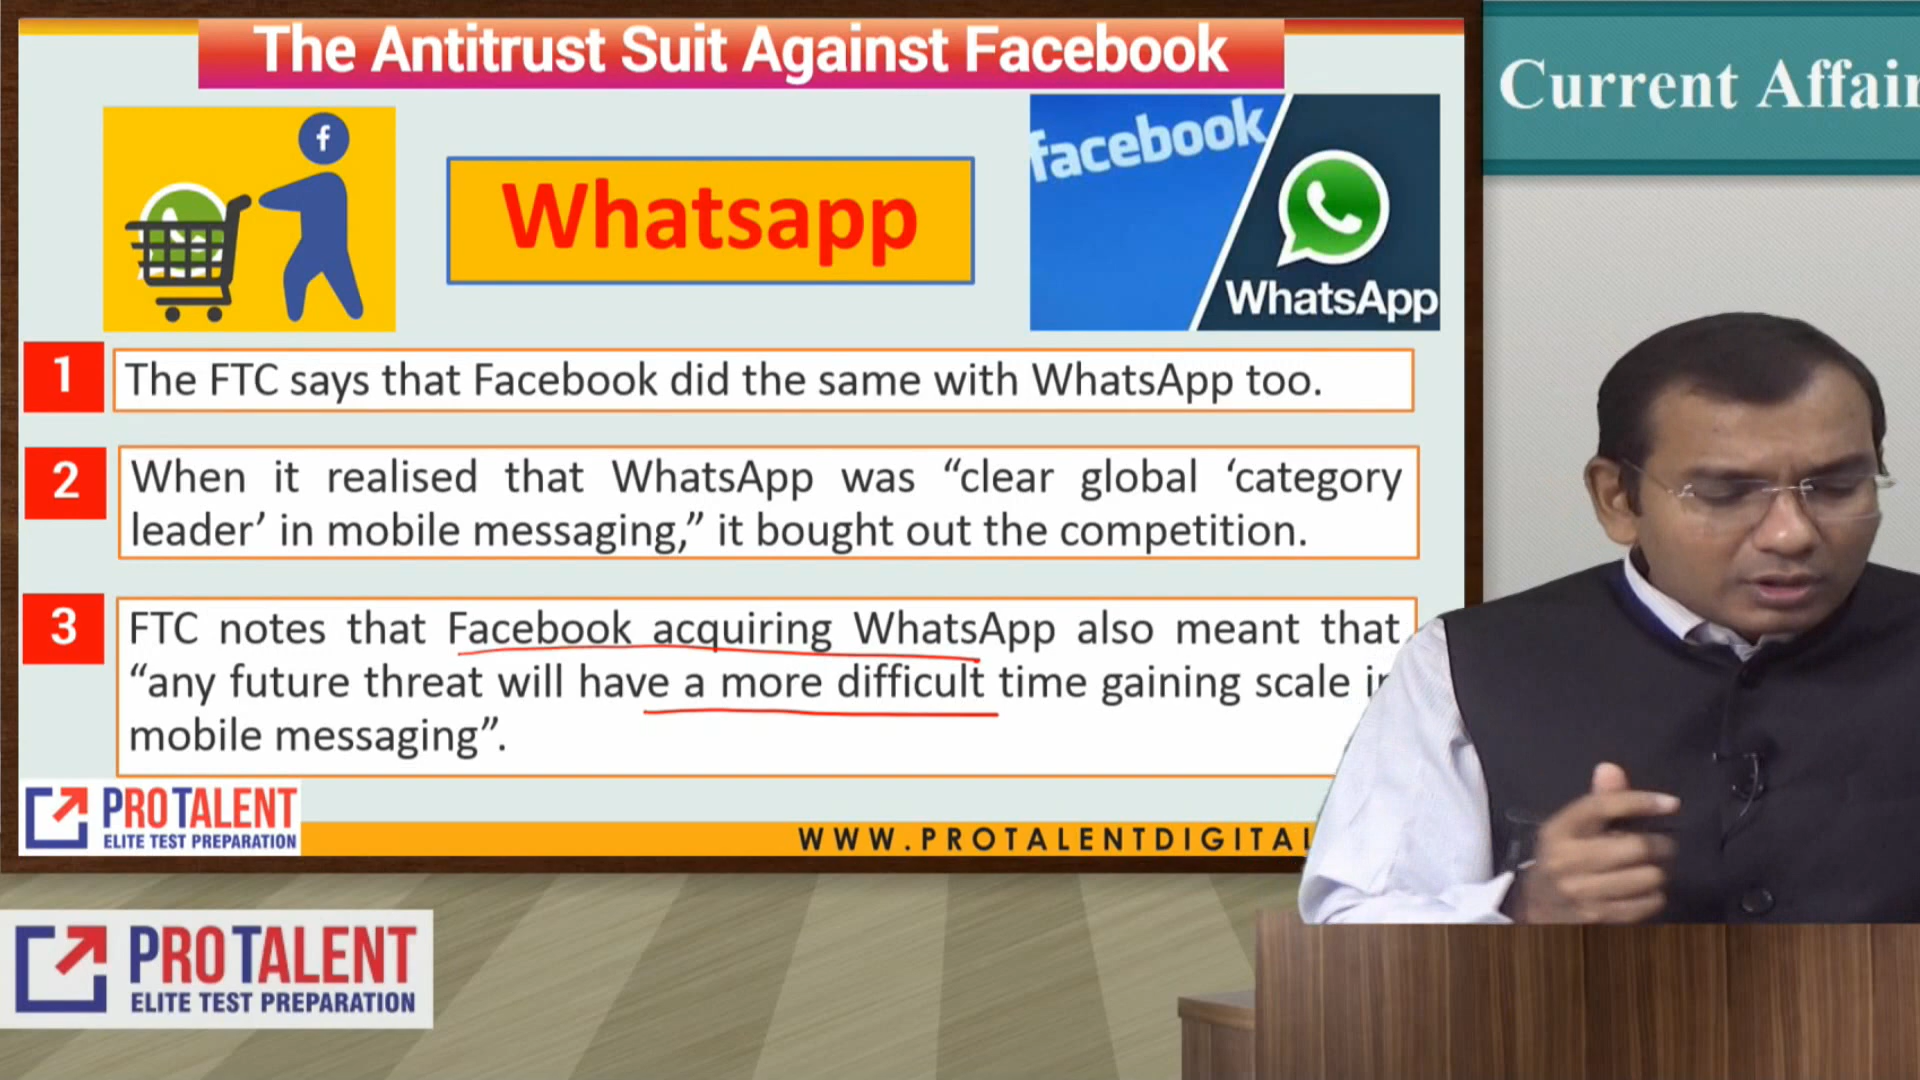 The Antitrust Suit Against Facebook
Current Affair
f
Whatsapp
facebook
WhatsApp
1
The FTC says that Facebook did the same with WhatsApp too.
2
When it realised that WhatsApp was “clear global ‘category
leader’ in mobile messaging,” it bought out the competition.
3
FTC notes that Facebook acquiring WhatsApp also meant that
“any future threat will have a more difficult time gaining scale
mobile messaging”.
PROTALENT
ELITE TEST PREPARATION
WWW.PROTALENTDIGITAL
PROTALENT
ELITE TEST PREPARATION